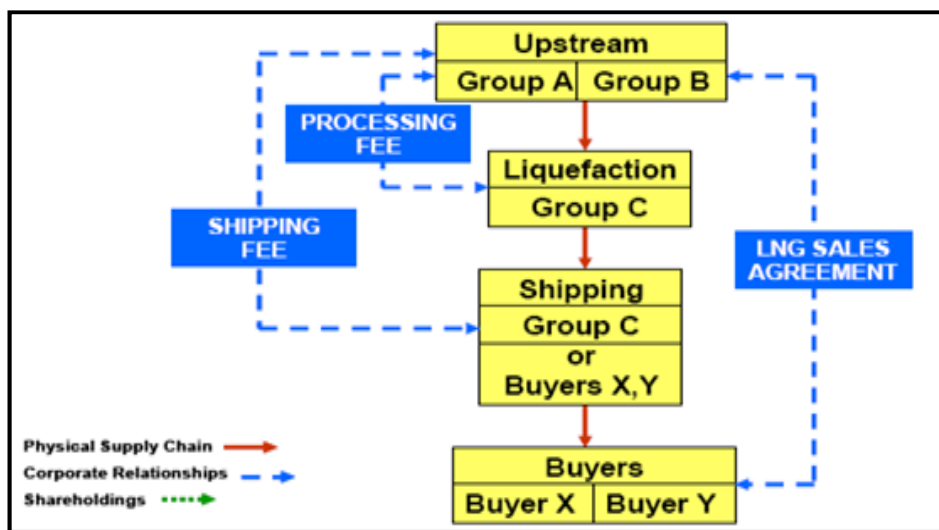 Upstream
Group A Group B
PROCESSING
FEE
Liquefaction
Group C
SHIPPING
FEE
LNG SALES
AGREEMENT
Shipping
Group C
or
Buyers X,Y
Physical Supply Chain
Corporate Relationships
Shareholdings
Buyers
Buyer X Buyer Y